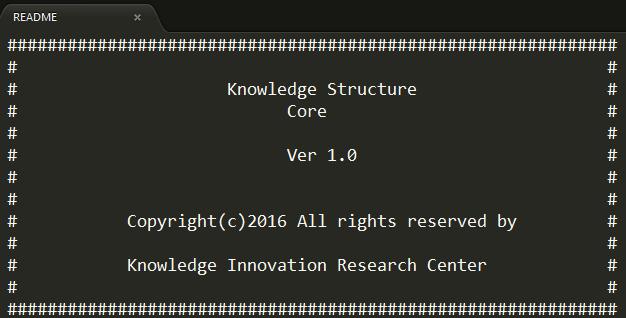 README ×
################################################################
# #
# Knowledge Structure #
# Core #
# #
# Ver 1.0 #
# #
# #
# Copyright(c)2016 All rights reserved by #
# #
# Knowledge Innovation Research Center #
# #
################################################################